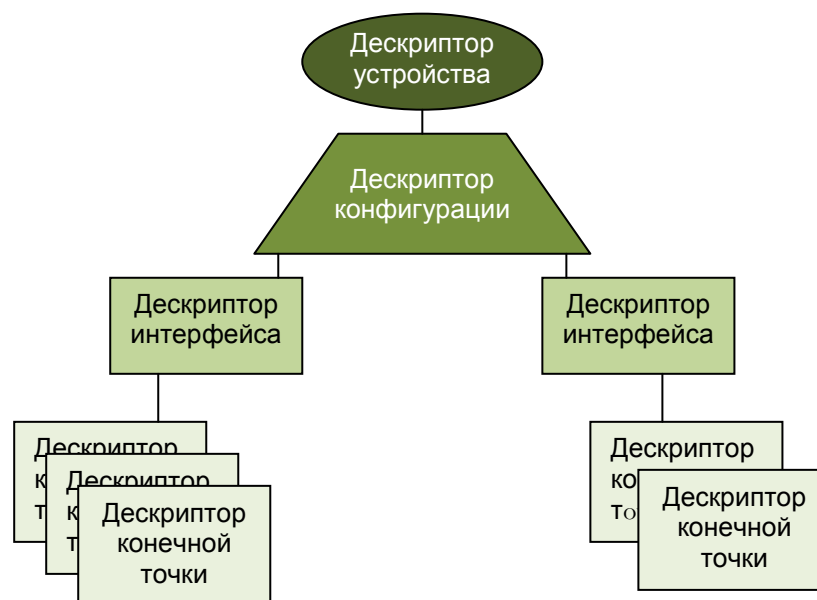 Дескриптор
устройства
Дескриптор
конфигурации
Дескриптор
интерфейса
Дескриптор
интерфейса
Дескриптор
Дескриптор
Дескриптор
конечной
точки
Дескриптор
Дескриптор
конечной
точки